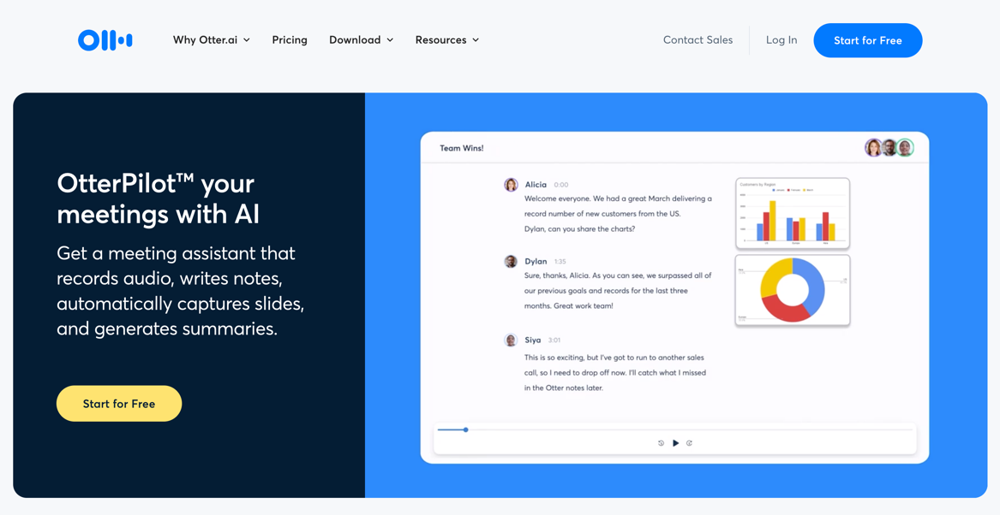 Why Otter.ai
Pricing
Download
Resources
Contact Sales
Log In
Start for Free
OtterPilot™ your
meetings with AI
Get a meeting assistant that
records audio, writes notes,
automatically captures slides,
and generates summaries.
Start for Free
Team Wins!
Alicia 0:00
Welcome everyone. We had a great March delivering a
record number of new customers from the US.
Dylan, can you share the charts?
Dylan 1:35
Sure, thanks, Alicia. As you can see, we surpassed all of
our previous goals and records for the last three
months. Great work team!
Siya 3:01
This is so exciting, but I've got to run to another sales
call, so I need to drop off now. I'll catch what I missed
in the Otter notes later.
Customers by Region